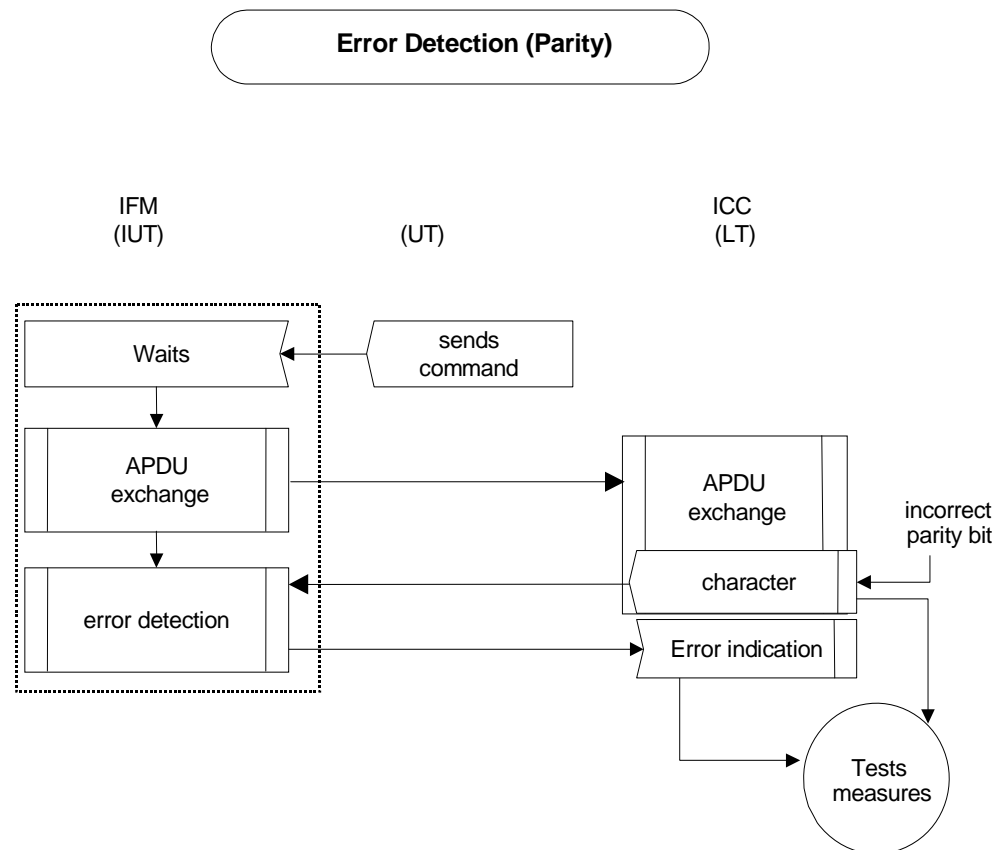 Error Detection (Parity)
IFM
(IUT)
(UT)
ICC
(LT)
Waits
sends
command
APDU
exchange
APDU
exchange
incorrect
parity bit
character
error detection
Error indication
Tests
measures